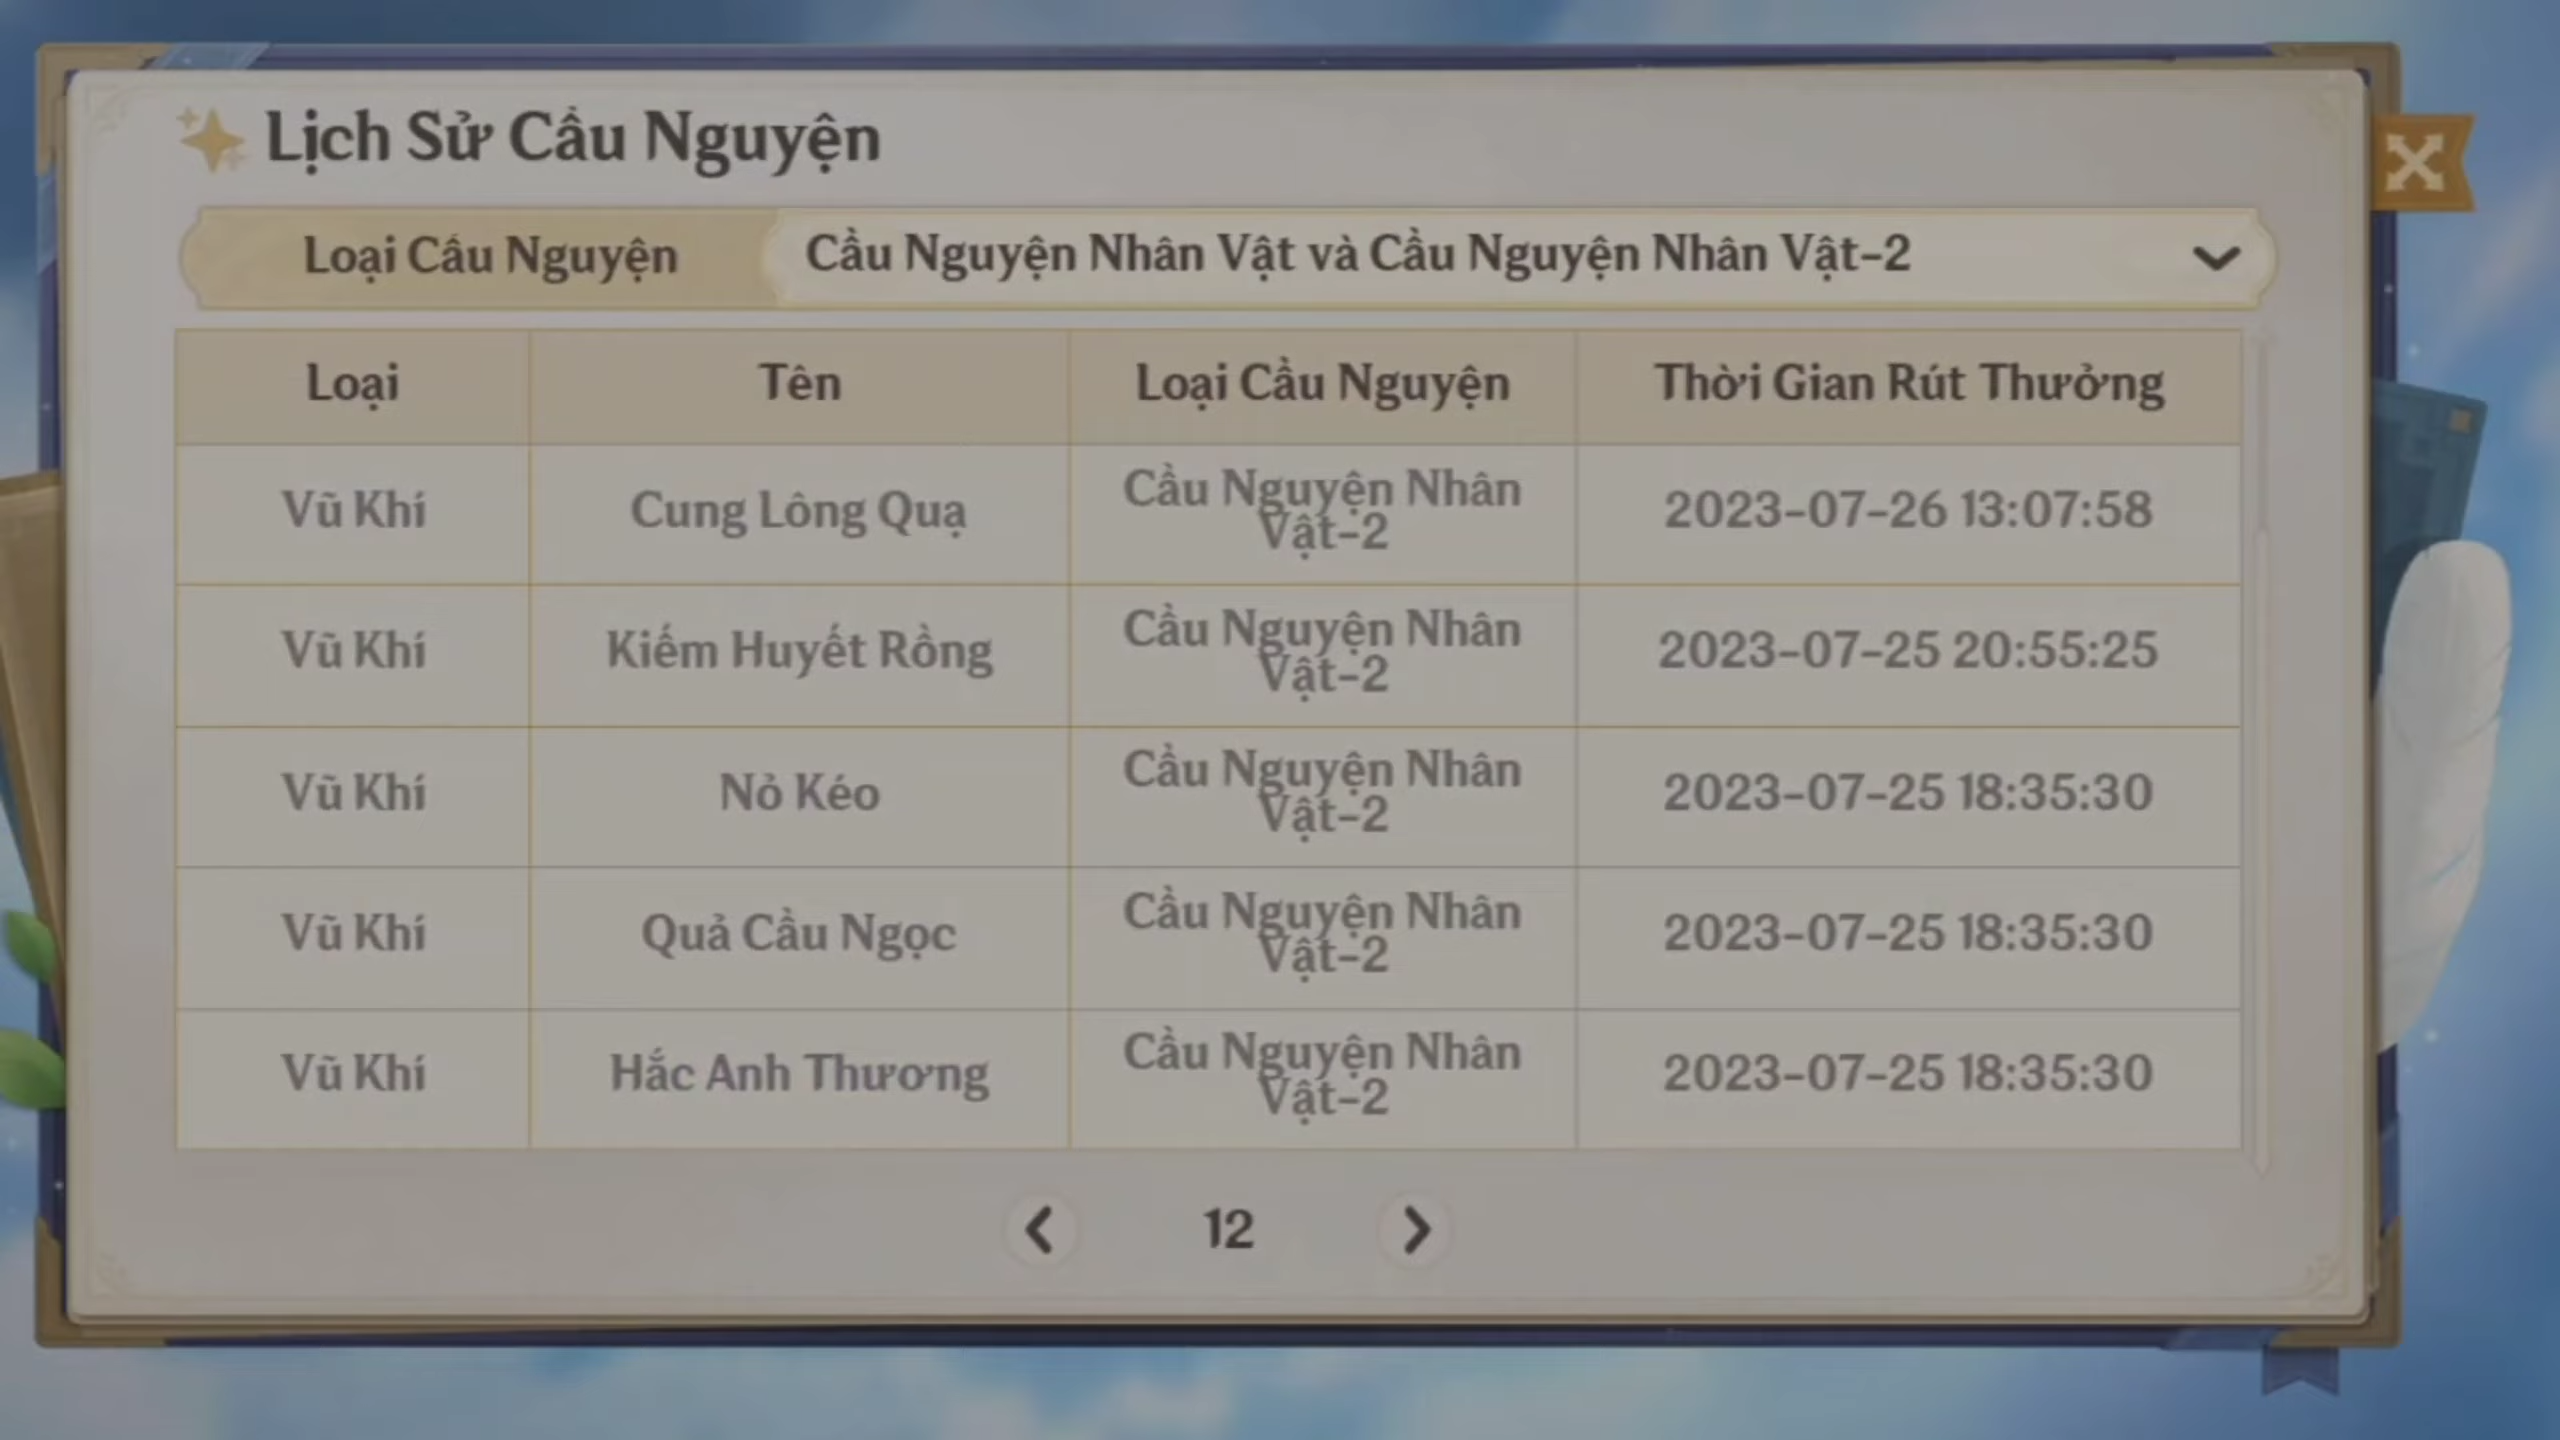 Lịch Sử Cầu Nguyện
Loại Cầu Nguyện Cầu Nguyện Nhân Vật và Cầu Nguyện Nhân Vật-2
Loại Tên Loại Cầu Nguyện Thời Gian Rút Thưởng
Vũ Khí Cung Lông Quạ Cầu Nguyện Nhân
Vật-2 2023-07-26 13:07:58
Vũ Khí Kiếm Huyết Rồng Cầu Nguyện Nhân
Vật-2 2023-07-25 20:55:25
Vũ Khí Nỏ Kéo Cầu Nguyện Nhân
Vật-2 2023-07-25 18:35:30
Vũ Khí Quả Cầu Ngọc Cầu Nguyện Nhân
Vật-2 2023-07-25 18:35:30
Vũ Khí Hắc Anh Thương Cầu Nguyện Nhân
Vật-2 2023-07-25 18:35:30
12